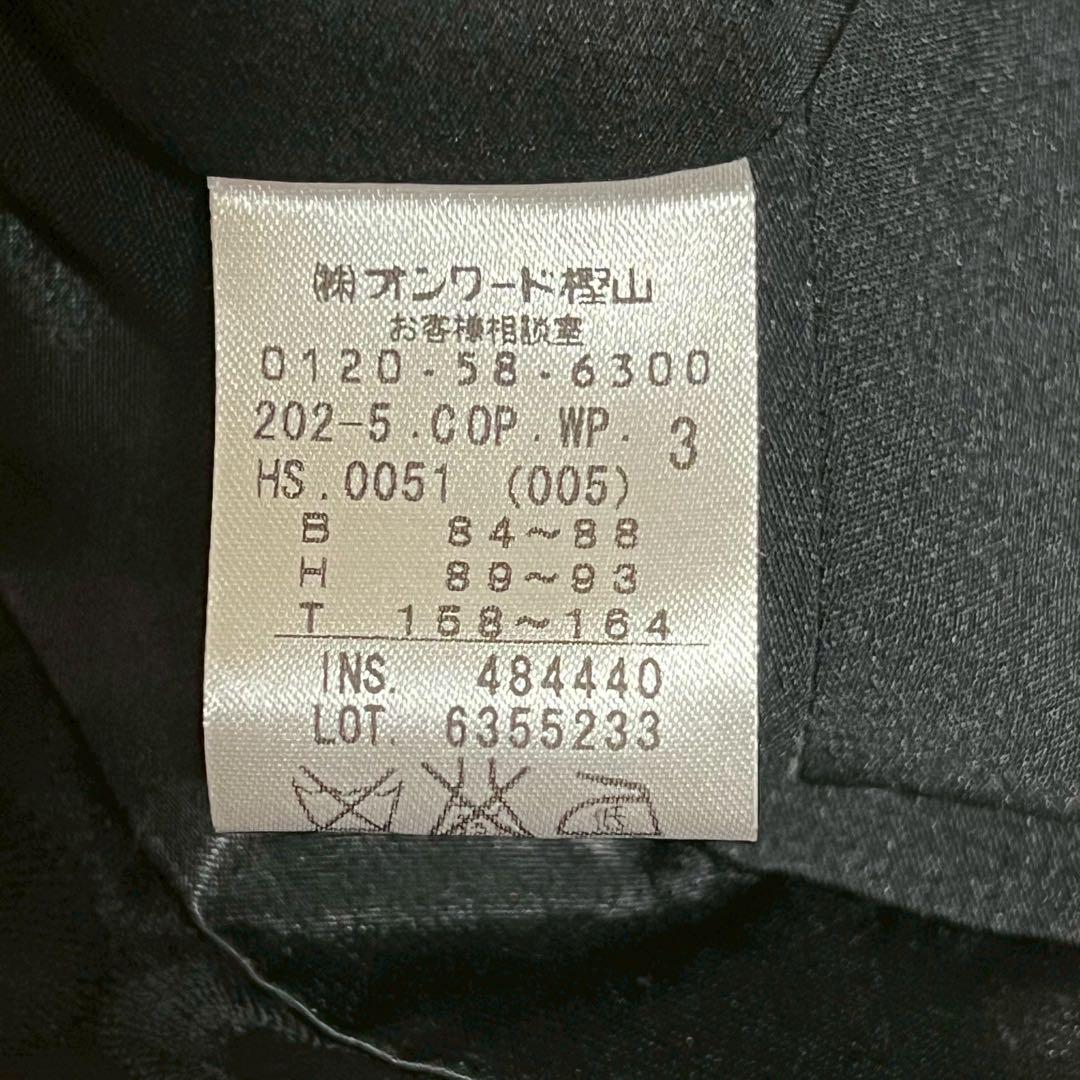 (株)オンワード樫山
お客様相談室
0120-58-6300
202-5.COP.WP. 3
HS.0051 (005)
B 84~88
H 89~93
T 158~164
INS. 484440
LOT. 6355233